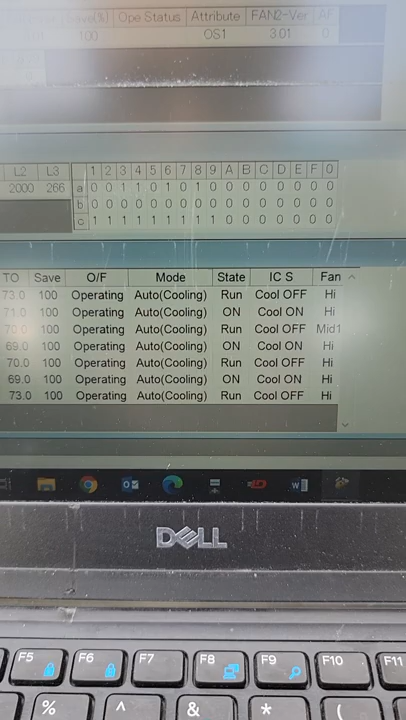 Save(%) Ope Status Attribute FAN2-Ver AF
100 OS1 3.01 0
L2 L3 1 2 3 4 5 6 7 8 9 A B C D E F 0
2000 266 a 0 0 1 1 0 1 0 1 0 0 0 0 0 0 0 0
b 0 0 0 0 0 0 0 0 0 0 0 0 0 0 0 0
c 1 1 1 1 1 1 1 1 1 0 0 0 0 0 0 0
TO Save O/F Mode State IC S Fan
73.0 100 Operating Auto(Cooling) Run Cool OFF Hi
71.0 100 Operating Auto(Cooling) ON Cool ON Hi
70.0 100 Operating Auto(Cooling) Run Cool OFF Mid1
69.0 100 Operating Auto(Cooling) ON Cool ON Hi
70.0 100 Operating Auto(Cooling) Run Cool OFF Hi
69.0 100 Operating Auto(Cooling) ON Cool ON Hi
73.0 100 Operating Auto(Cooling) Run Cool OFF Hi
DELL
F5 F6 F7 F8 F9 F10 F11
% ^ & * (